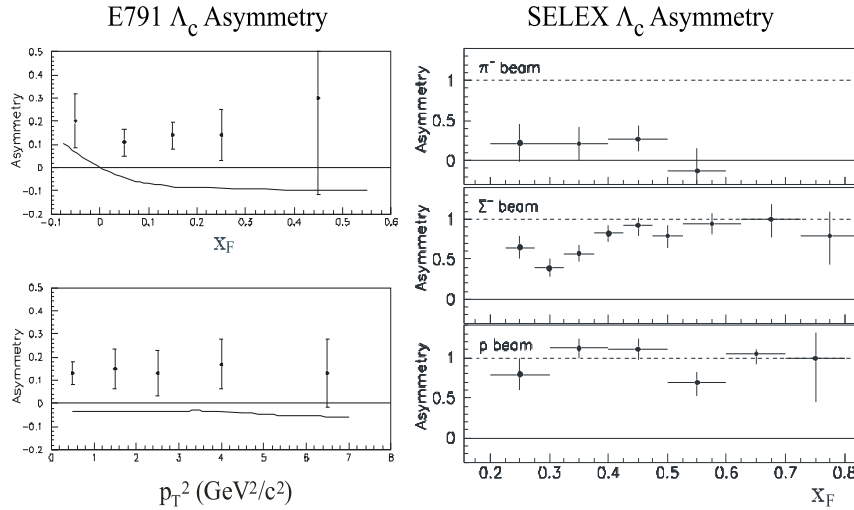 E791 Λc Asymmetry
0.5
0.4
0.3
0.2
0.1
0
-0.1
-0.2
Asymmetry
-0.1 0 0.1 0.2 0.3 0.4 0.5 0.6
xF
0.5
0.4
0.3
0.2
0.1
0
-0.1
-0.2
Asymmetry
0 1 2 3 4 5 6 7 8
pT² (GeV²/c²)
SELEX Λc Asymmetry
π⁻ beam
1
0.5
0
Asymmetry
Σ⁻ beam
1
0.5
0
Asymmetry
p beam
1
0.5
0
Asymmetry
0.2 0.3 0.4 0.5 0.6 0.7 0.8
xF